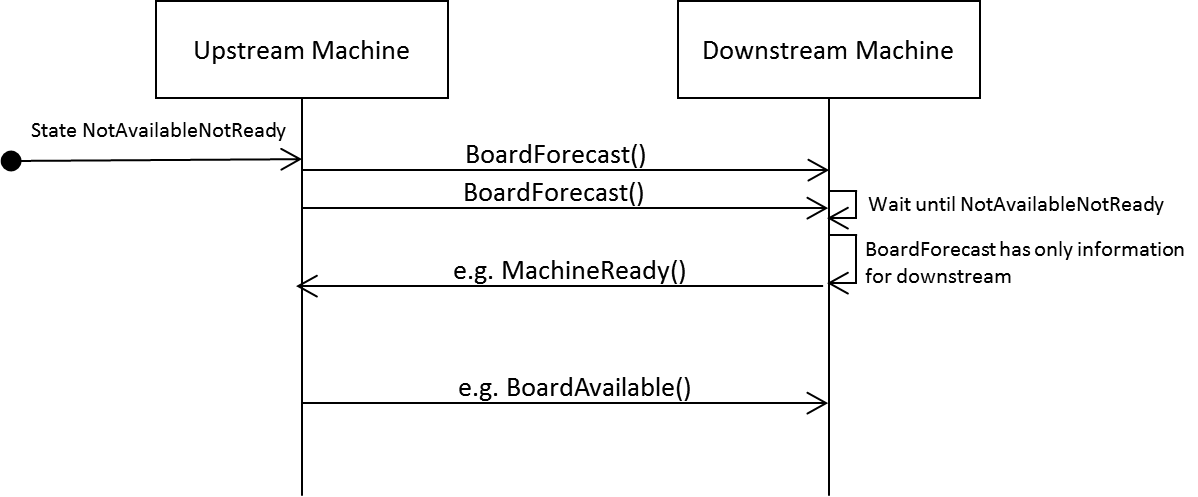 Upstream Machine
Downstream Machine
State NotAvailableNotReady
BoardForecast()
BoardForecast()
Wait until NotAvailableNotReady
BoardForecast has only information
for downstream
e.g. MachineReady()
e.g. BoardAvailable()